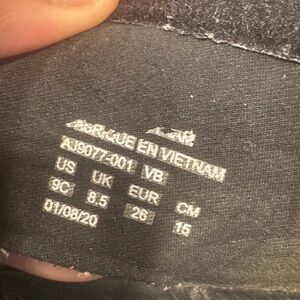 FABRIQUE EN VIETNAM
AJ9077-001 VB
US UK EUR CM
9C 8.5 26 15
01/08/20